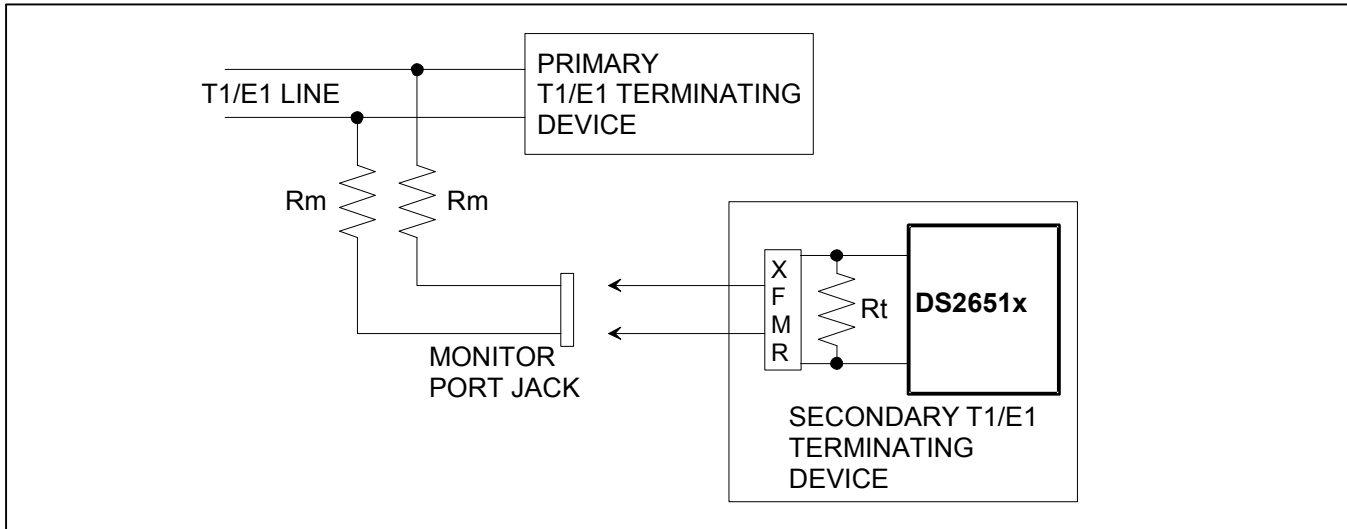 PRIMARY
T1/E1 TERMINATING
DEVICE
T1/E1 LINE
Rm
Rm
MONITOR
PORT JACK
X
F
M
R
Rt
DS2651x
SECONDARY T1/E1
TERMINATING
DEVICE